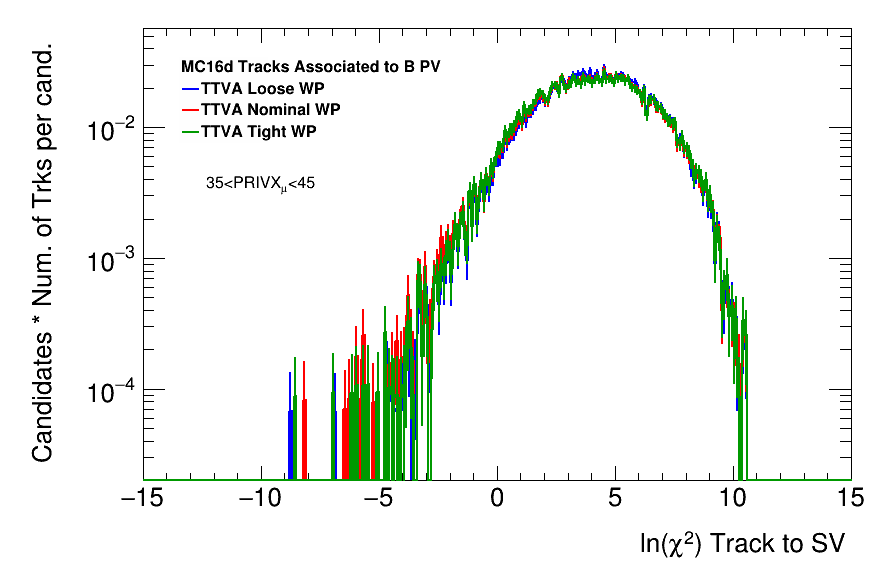 Candidates * Num. of Trks per cand.
MC16d Tracks Associated to B PV
TTVA Loose WP
TTVA Nominal WP
TTVA Tight WP
35<PRIVX_μ<45
10⁻²
10⁻³
10⁻⁴
−15 −10 −5 0 5 10 15
ln(χ²) Track to SV